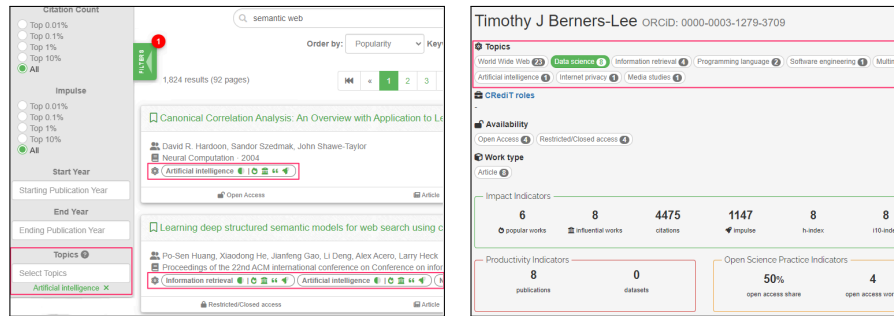 Citation Count
Top 0.01%
Top 0.1%
Top 1%
Top 10%
All
Impulse
Top 0.01%
Top 0.1%
Top 1%
Top 10%
All
Start Year
Starting Publication Year
End Year
Ending Publication Year
Topics
Select Topics
Artificial intelligence ×
FILTERS
1
semantic web
Order by: Popularity Key
1,824 results (92 pages)
« 1 2 3
Canonical Correlation Analysis: An Overview with Application to Le
David R. Hardoon, Sandor Szedmak, John Shawe-Taylor
Neural Computation · 2004
Artificial intelligence
Open Access Article
Learning deep structured semantic models for web search using c
Po-Sen Huang, Xiaodong He, Jianfeng Gao, Li Deng, Alex Acero, Larry Heck
Proceedings of the 22nd ACM international conference on Conference on infor
Information retrieval Artificial intelligence
Restricted/Closed access Article
Timothy J Berners-Lee ORCID: 0000-0003-1279-3709
Topics
World Wide Web 23 Data science 8 Information retrieval 4 Programming language 2 Software engineering 1 Multin
Artificial intelligence 1 Internet privacy 1 Media studies 1
CRediT roles
-
Availability
Open Access 4 Restricted/Closed access 4
Work type
Article 8
Impact Indicators
6 8 4475 1147 8 8
popular works influential works citations impulse h-index i10-inde
Productivity Indicators
8 0
publications datasets
Open Science Practice Indicators
50% 4
open access share open access wor